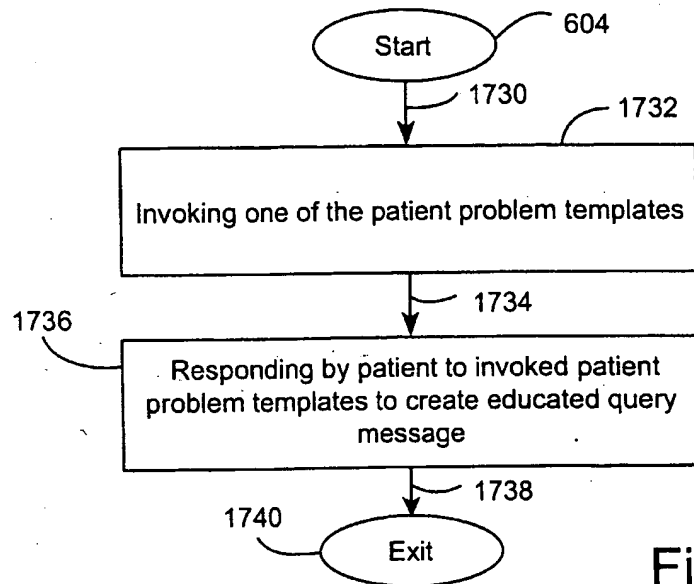 Start
604
1730
1732
Invoking one of the patient problem templates
1734
1736
Responding by patient to invoked patient
problem templates to create educated query
message
1738
1740
Exit